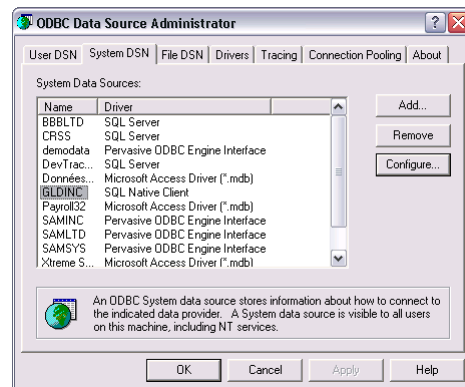 ODBC Data Source Administrator
User DSN System DSN File DSN Drivers Tracing Connection Pooling About
System Data Sources:
Name Driver
BBBLTD SQL Server
CRSS SQL Server
demodata Pervasive ODBC Engine Interface
DevTrac... SQL Server
Données... Microsoft Access Driver (*.mdb)
GLDINC SQL Native Client
Payroll32 Microsoft Access Driver (*.mdb)
SAMINC Pervasive ODBC Engine Interface
SAMLTD Pervasive ODBC Engine Interface
SAMSYS Pervasive ODBC Engine Interface
Xtreme S... Microsoft Access Driver (*.mdb)
Add...
Remove
Configure...
An ODBC System data source stores information about how to connect to
the indicated data provider. A System data source is visible to all users
on this machine, including NT services.
OK Cancel Apply Help